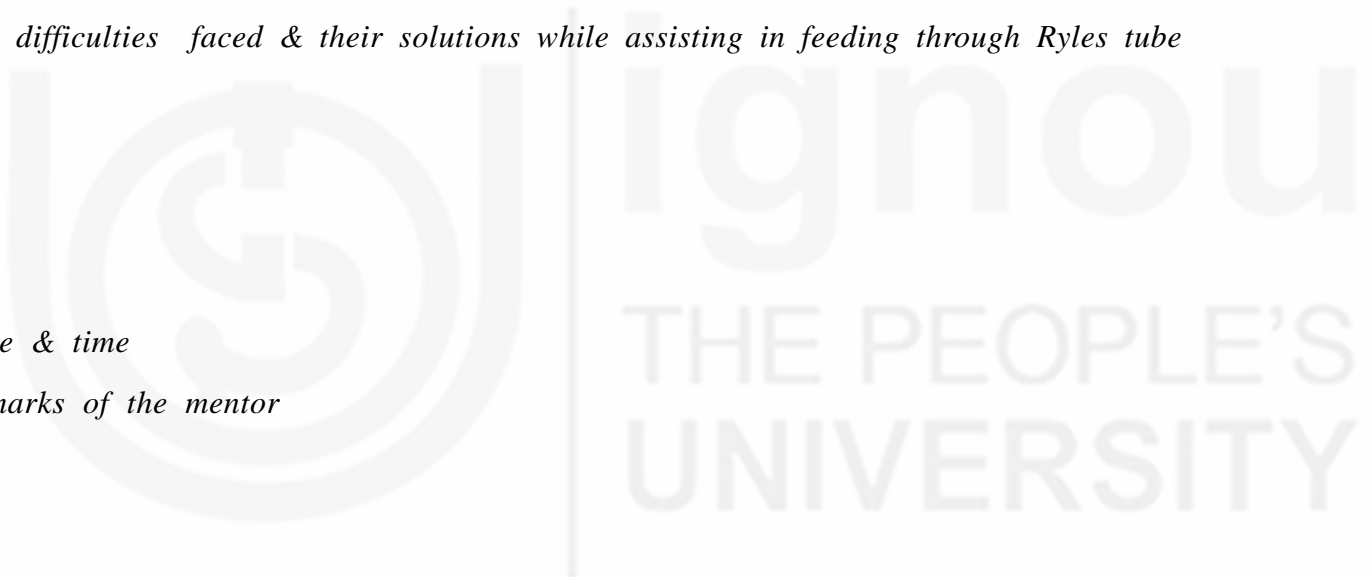 difficulties faced & their solutions while assisting in feeding through Ryles tube
ignou
e & time
THE PEOPLE'S
narks of the mentor
UNIVERSITY